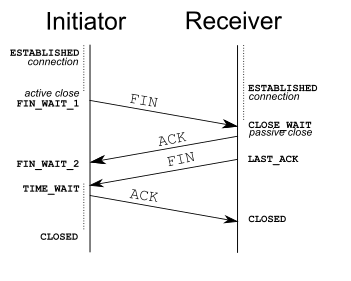 Initiator
Receiver
ESTABLISHED
connection
active close
FIN_WAIT_1
FIN
ESTABLISHED
connection
CLOSE_WAIT
passive close
ACK
FIN_WAIT_2
FIN
LAST_ACK
TIME_WAIT
ACK
CLOSED
CLOSED